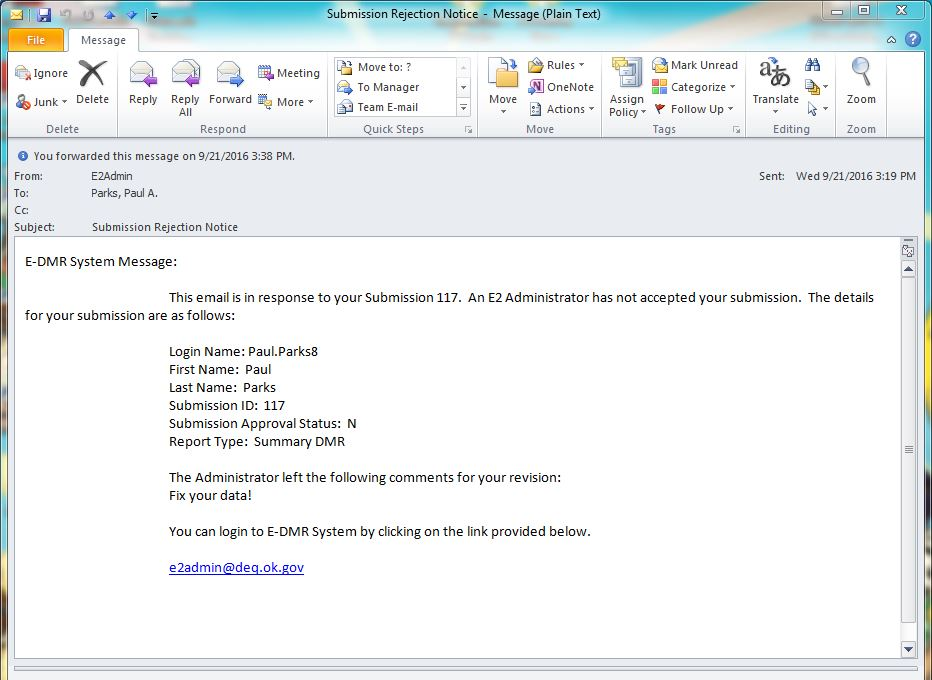 Submission Rejection Notice - Message (Plain Text)
File
Message
Ignore
Junk
Delete
Delete
Reply
Reply All
Forward
Meeting
More
Respond
Move to: ?
To Manager
Team E-mail
Quick Steps
Move
Rules
OneNote
Actions
Move
Assign Policy
Mark Unread
Categorize
Follow Up
Tags
Translate
Editing
Zoom
Zoom
You forwarded this message on 9/21/2016 3:38 PM.
From: E2Admin
Sent: Wed 9/21/2016 3:19 PM
To: Parks, Paul A.
Cc:
Subject: Submission Rejection Notice
E-DMR System Message:
This email is in response to your Submission 117. An E2 Administrator has not accepted your submission. The details
for your submission are as follows:
Login Name: Paul.Parks8
First Name: Paul
Last Name: Parks
Submission ID: 117
Submission Approval Status: N
Report Type: Summary DMR
The Administrator left the following comments for your revision:
Fix your data!
You can login to E-DMR System by clicking on the link provided below.
e2admin@deq.ok.gov